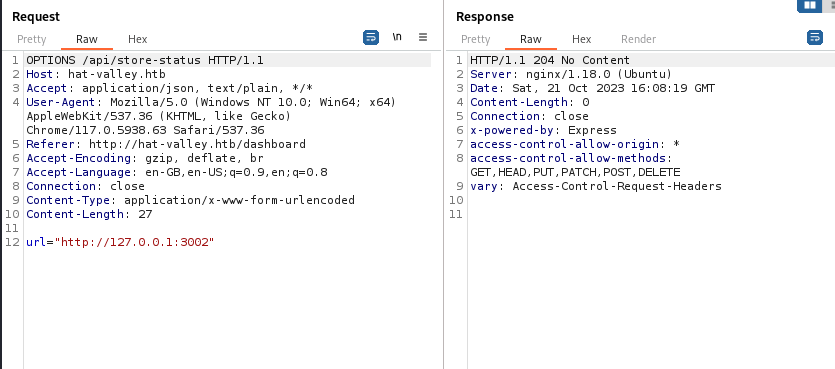 Request
Pretty Raw Hex
\n
1 OPTIONS /api/store-status HTTP/1.1
2 Host: hat-valley.htb
3 Accept: application/json, text/plain, */*
4 User-Agent: Mozilla/5.0 (Windows NT 10.0; Win64; x64)
AppleWebKit/537.36 (KHTML, like Gecko)
Chrome/117.0.5938.63 Safari/537.36
5 Referer: http://hat-valley.htb/dashboard
6 Accept-Encoding: gzip, deflate, br
7 Accept-Language: en-GB,en-US;q=0.9,en;q=0.8
8 Connection: close
9 Content-Type: application/x-www-form-urlencoded
10 Content-Length: 27
11
12 url="http://127.0.0.1:3002"
Response
Pretty Raw Hex Render
1 HTTP/1.1 204 No Content
2 Server: nginx/1.18.0 (Ubuntu)
3 Date: Sat, 21 Oct 2023 16:08:19 GMT
4 Content-Length: 0
5 Connection: close
6 x-powered-by: Express
7 access-control-allow-origin: *
8 access-control-allow-methods:
GET,HEAD,PUT,PATCH,POST,DELETE
9 vary: Access-Control-Request-Headers
10
11